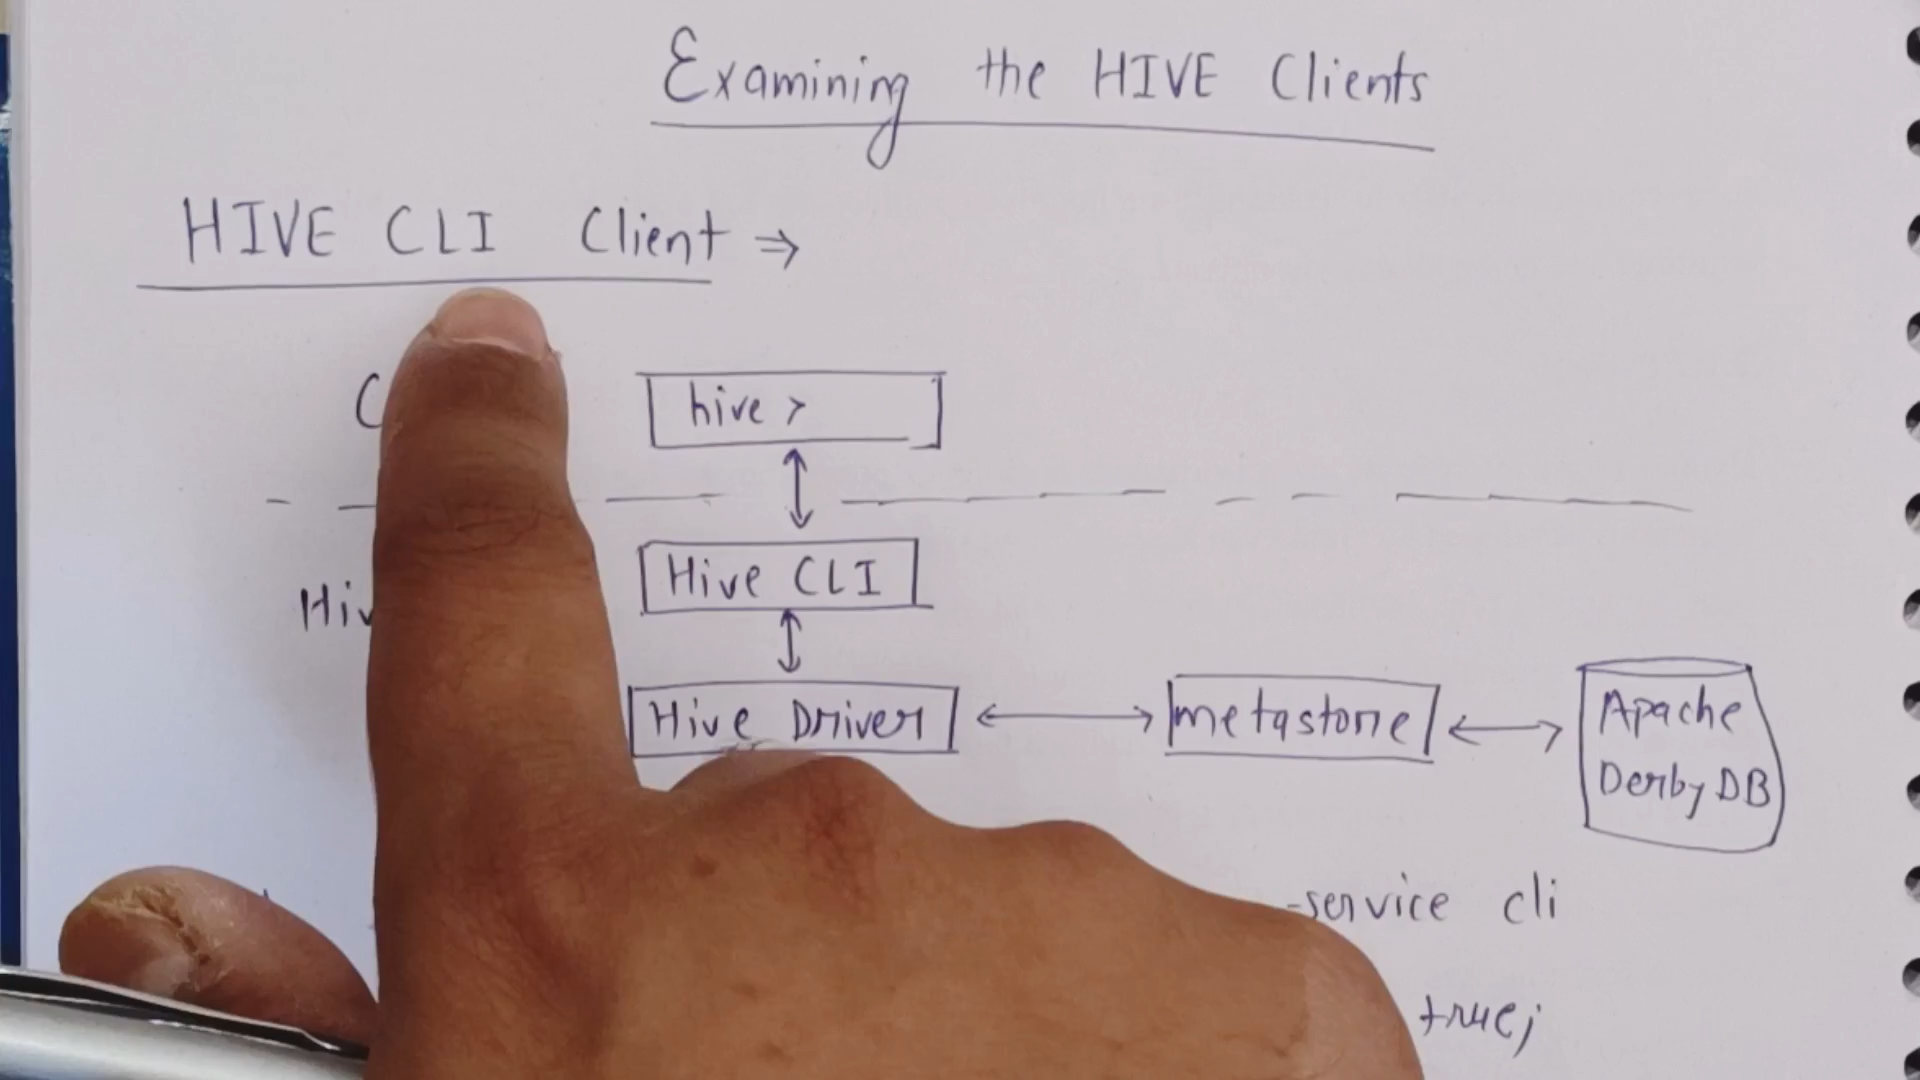 Examining the HIVE Clients
HIVE CLI Client ⇒
hive >
Hive CLI
Hive Driver
metastore
Apache
Derby DB
-service cli
true;